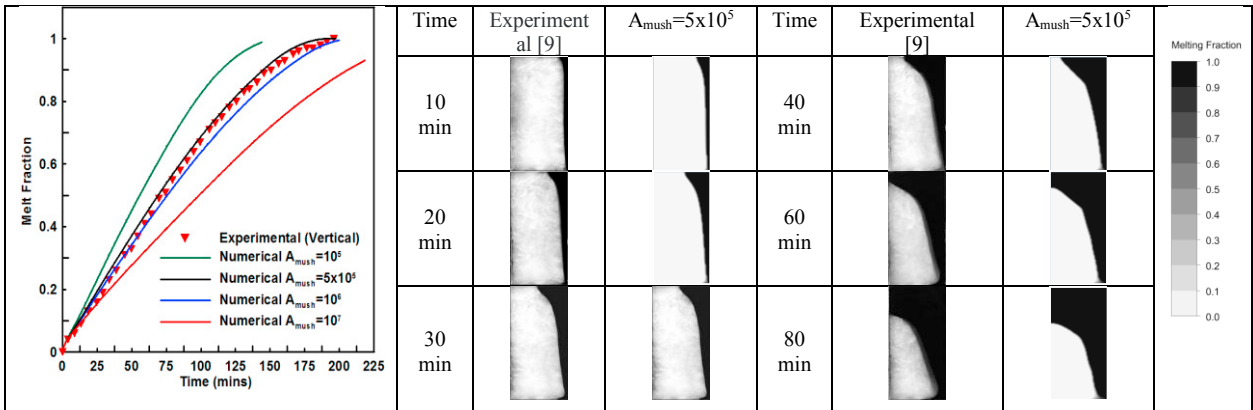 1
0.8
0.6
0.4
0.2
0
Melt Fraction
Experimental (Vertical)
Numerical Amush=10⁵
Numerical Amush=5x10⁵
Numerical Amush=10⁶
Numerical Amush=10⁷
0 25 50 75 100 125 150 175 200 225
Time (mins)
Time Experiment Amush=5x10⁵ Time Experimental Amush=5x10⁵
al [9] [9]
10 40
min min
20 60
min min
30 80
min min
Melting Fraction
1.0
0.9
0.8
0.7
0.6
0.5
0.4
0.3
0.2
0.1
0.0